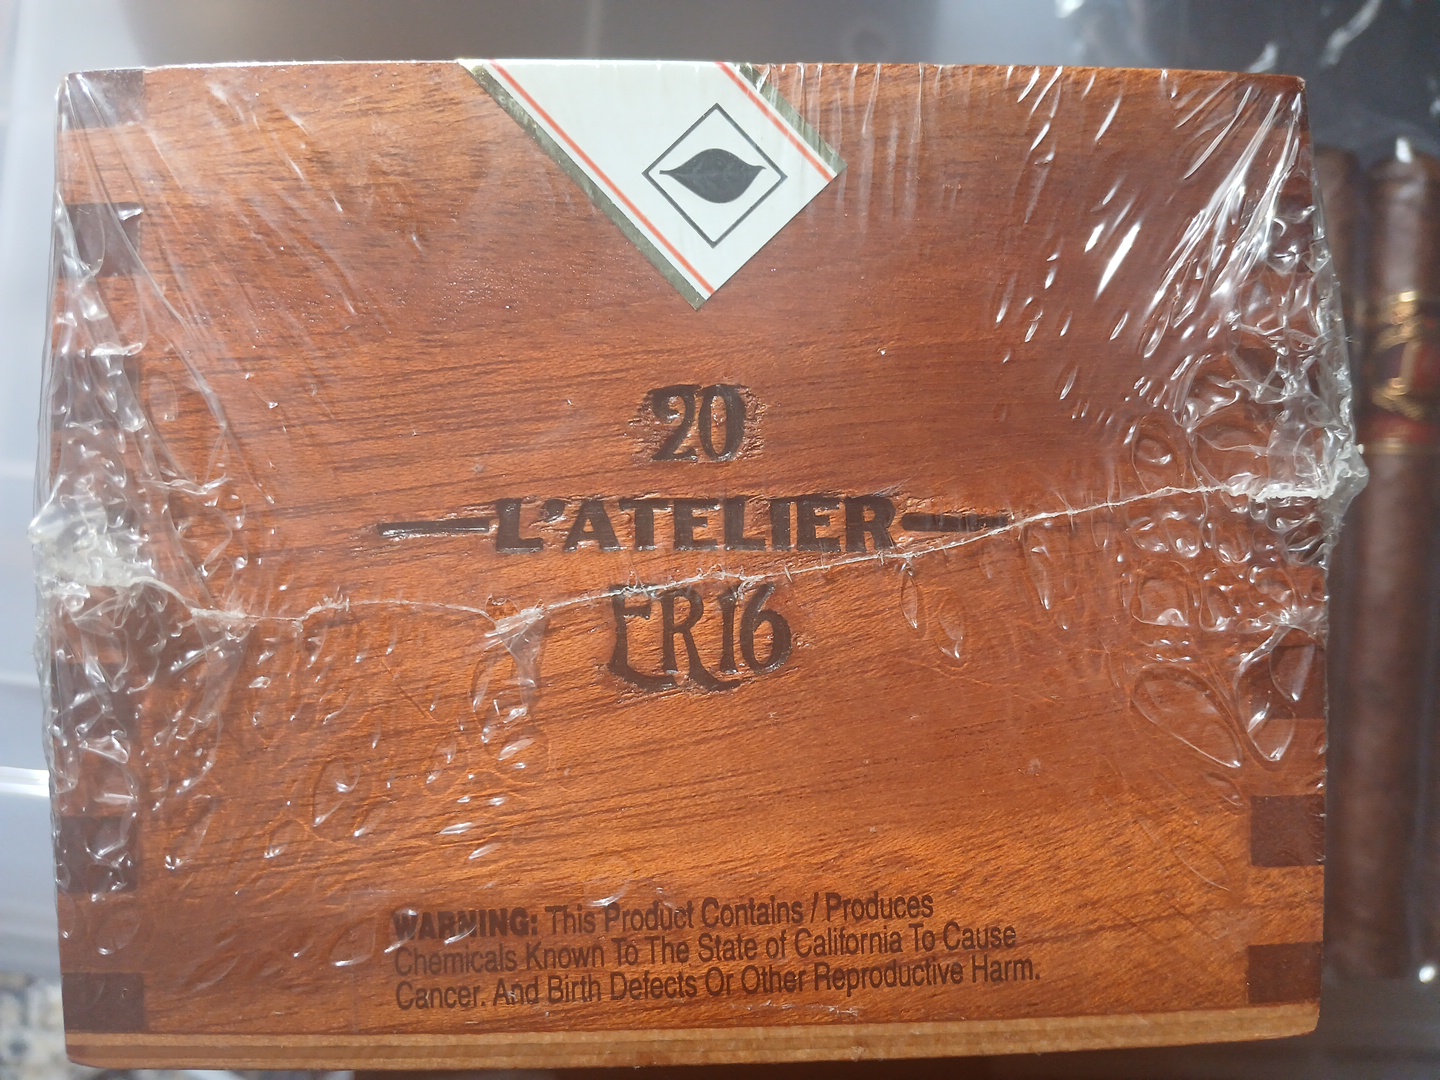 20
L'ATELIER
ER16
WARNING: This Product Contains / Produces
Chemicals Known To The State of California To Cause
Cancer. And Birth Defects Or Other Reproductive Harm.